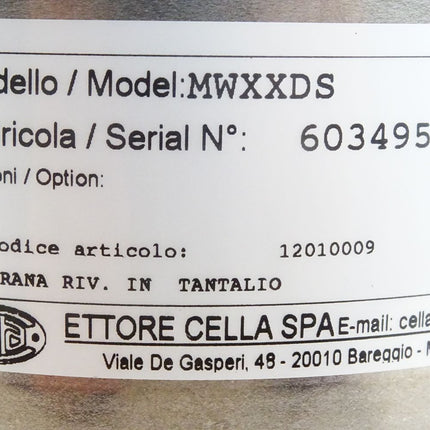 dello / Model:MWXXDS
ricola / Serial N°: 603495
oni / Option:
odice articolo: 12010009
RANA RIV. IN TANTALIO
ETTORE CELLA SPA E-mail: cella
Viale De Gasperi, 48 - 20010 Bareggio - M